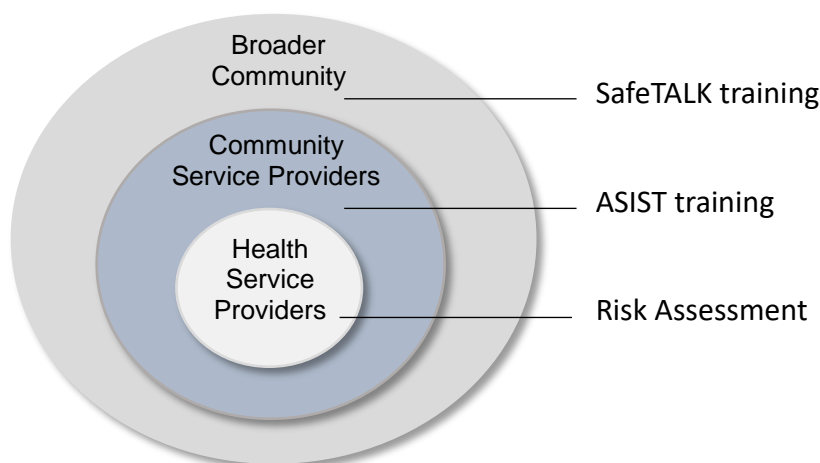 Broader
Community
SafeTALK training
Community
Service Providers
ASIST training
Health
Service
Providers
Risk Assessment